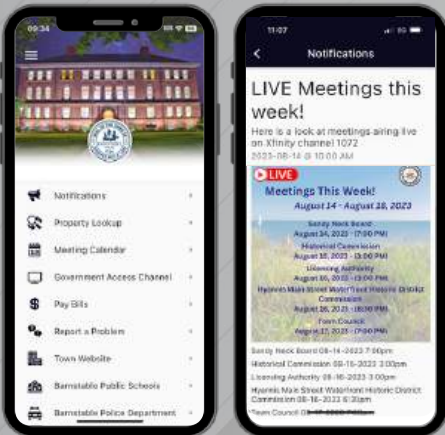 09:34
Notifications
Property Lookup
Meeting Calendar
Government Access Channel
Pay Bills
Report a Problem
Town Website
Barnstable Public Schools
Barnstable Police Department
11:07
Notifications
LIVE Meetings this
week!
Here is a look at meetings airing live
on Xfinity channel 1072
2023-08-14 @ 10:00 AM
LIVE
Meetings This Week!
August 14 - August 18, 2023
Sandy Neck Board
August 14, 2023 - (7:00 PM)
Historical Commission
August 15, 2023 - (3:00 PM)
Licensing Authority
August 16, 2023 - (3:00 PM)
Hyannis Main Street Waterfront Historic District
Commission
August 16, 2023 - (6:30 PM)
Town Council
August 17, 2023 - (7:00 PM)
Sandy Neck Board 08-14-2023 7:00pm
Historical Commission 08-15-2023 3:00pm
Licensing Authority 08-16-2023 3:00pm
Hyannis Main Street Waterfront Historic District
Commission 08-16-2023 6:30pm
Town Council